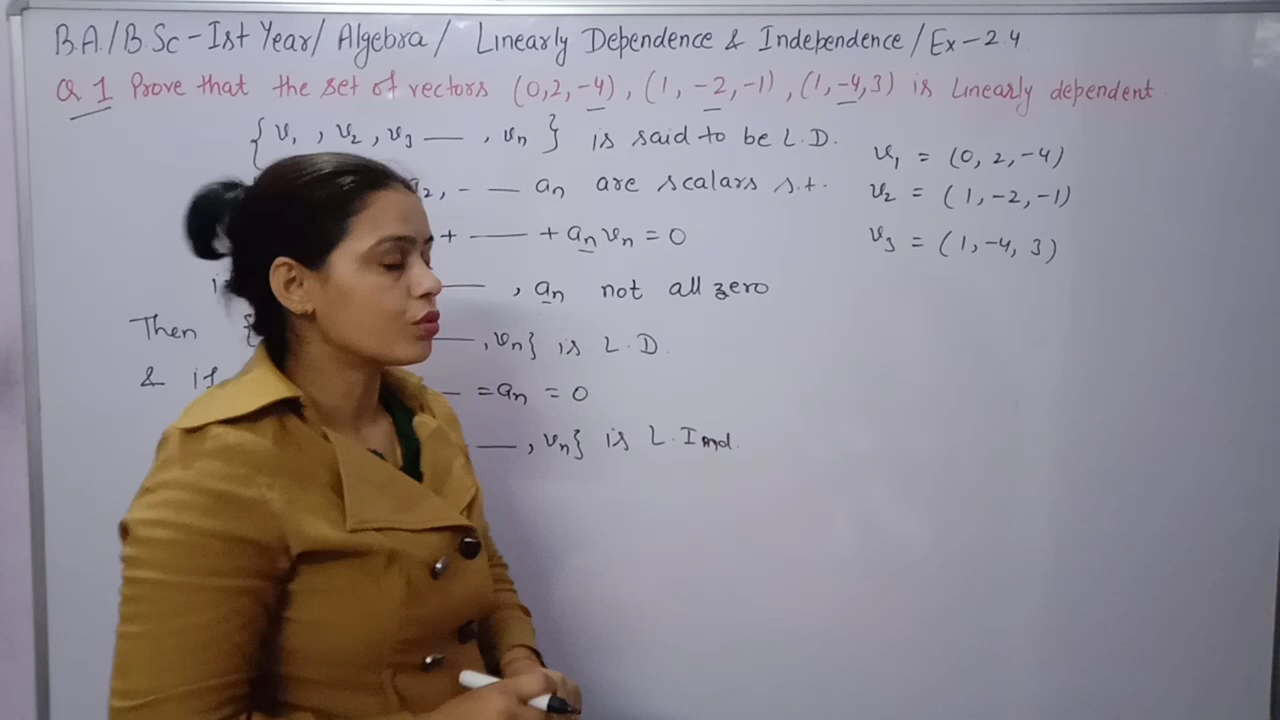 B.A./B.Sc-Ist Year/ Algebra/ Linearly Dependence & Independence/Ex-2.4
Q 1 Prove that the set of vectors (0,2,-4), (1,-2,-1), (1,-4,3) is Linearly dependent.
{v1, v2, v3 —, vn} is said to be L.D.
a2, - — an are scalars s.t.
+ — + anvn = 0
—, an not all zero
Then { —, vn} is L.D.
& if — = an = 0
—, vn} is L.Ind.
v1 = (0, 2, -4)
v2 = (1, -2, -1)
v3 = (1, -4, 3)